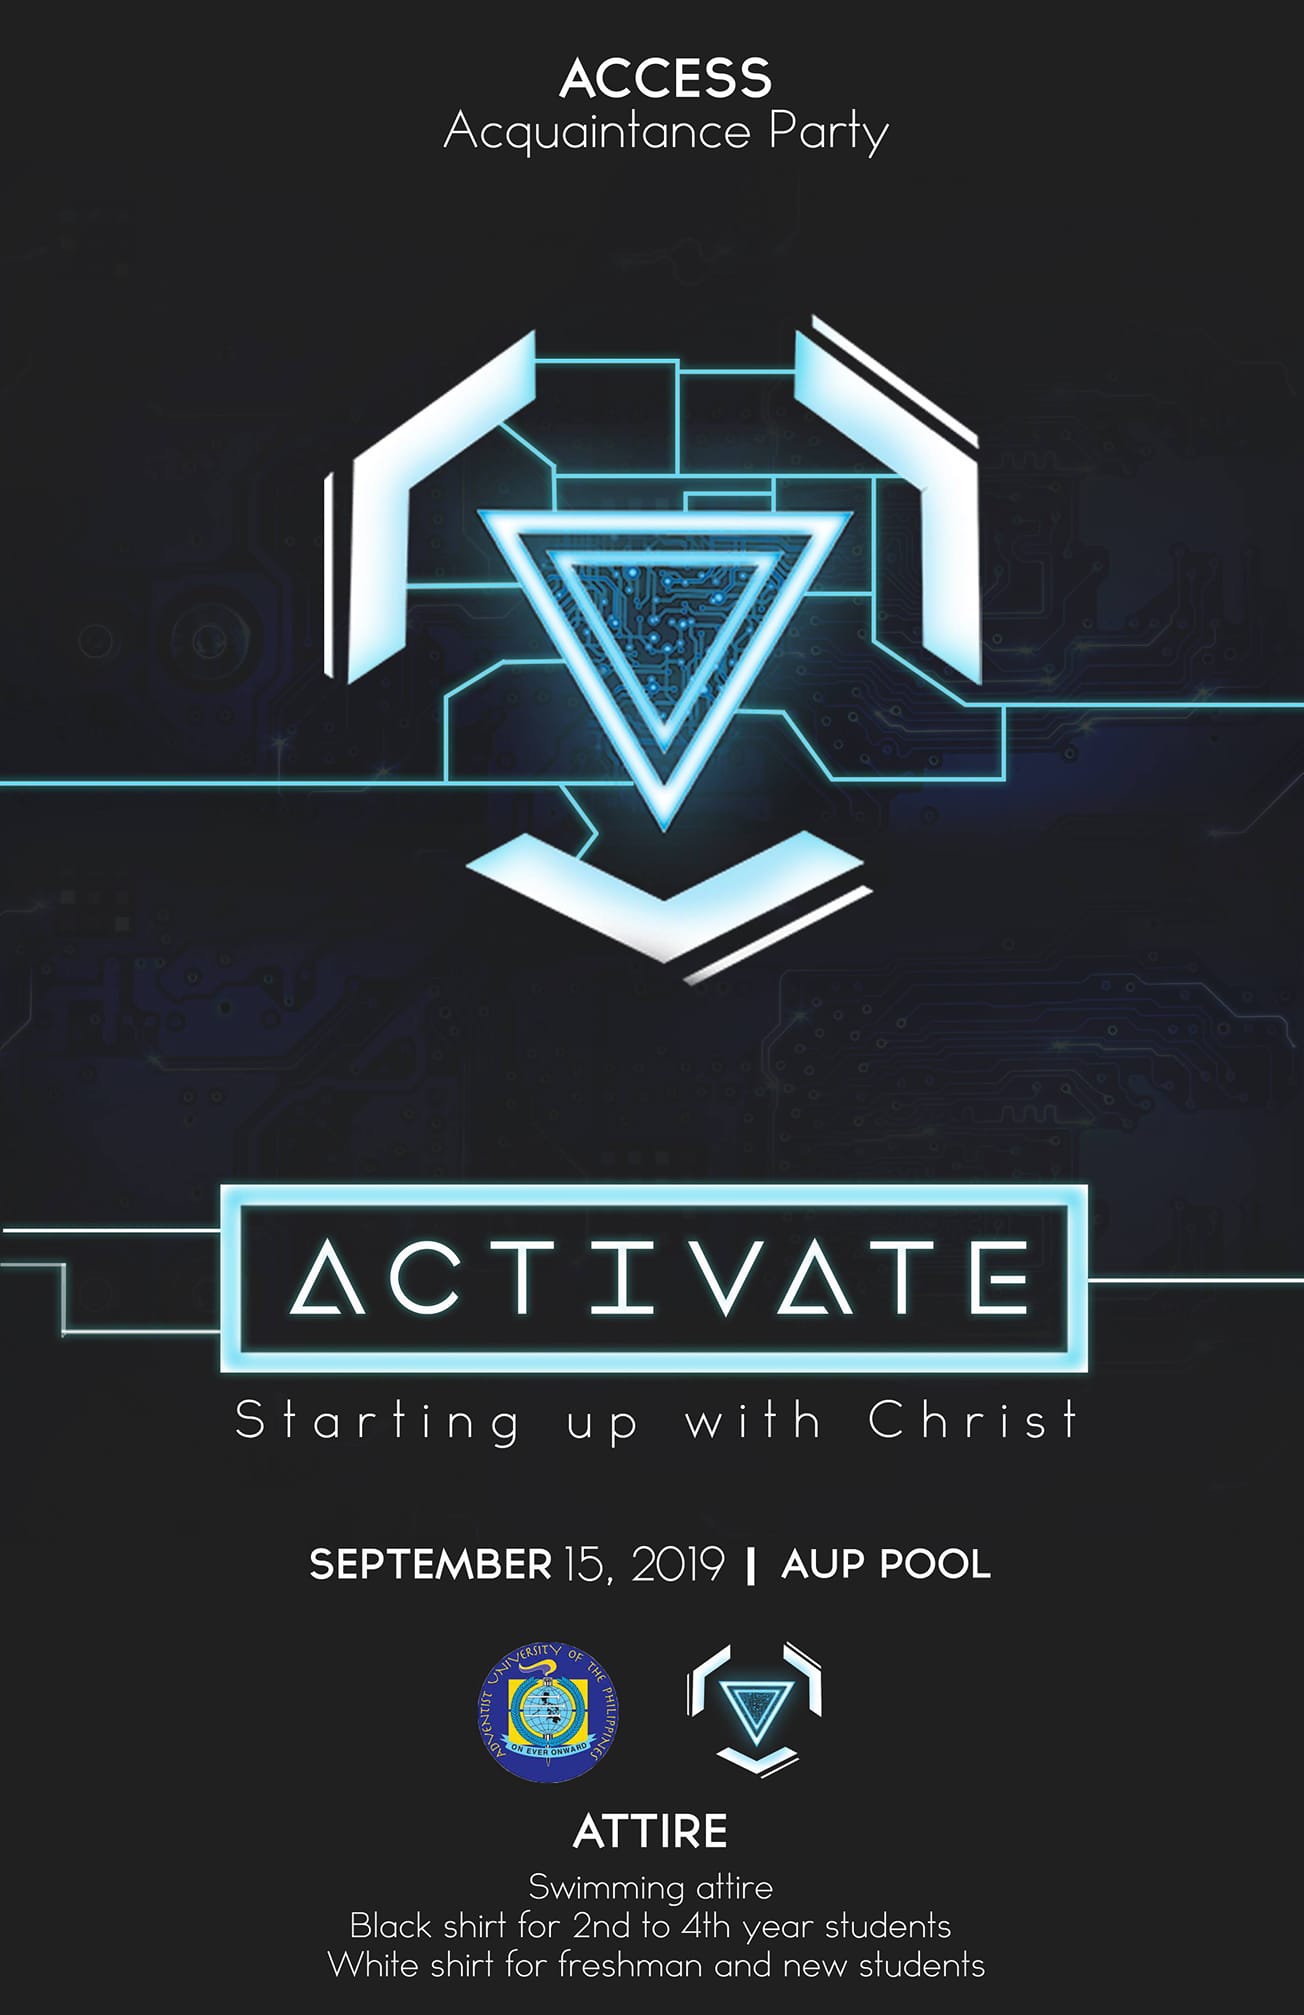 ACCESS
Acquaintance Party
ACTIVATE
Starting up with Christ
SEPTEMBER 15, 2019 | AUP POOL
ADVENTIST UNIVERSITY OF THE PHILIPPINES
ON EVER ONWARD
ATTIRE
Swimming attire
Black shirt for 2nd to 4th year students
White shirt for freshman and new students